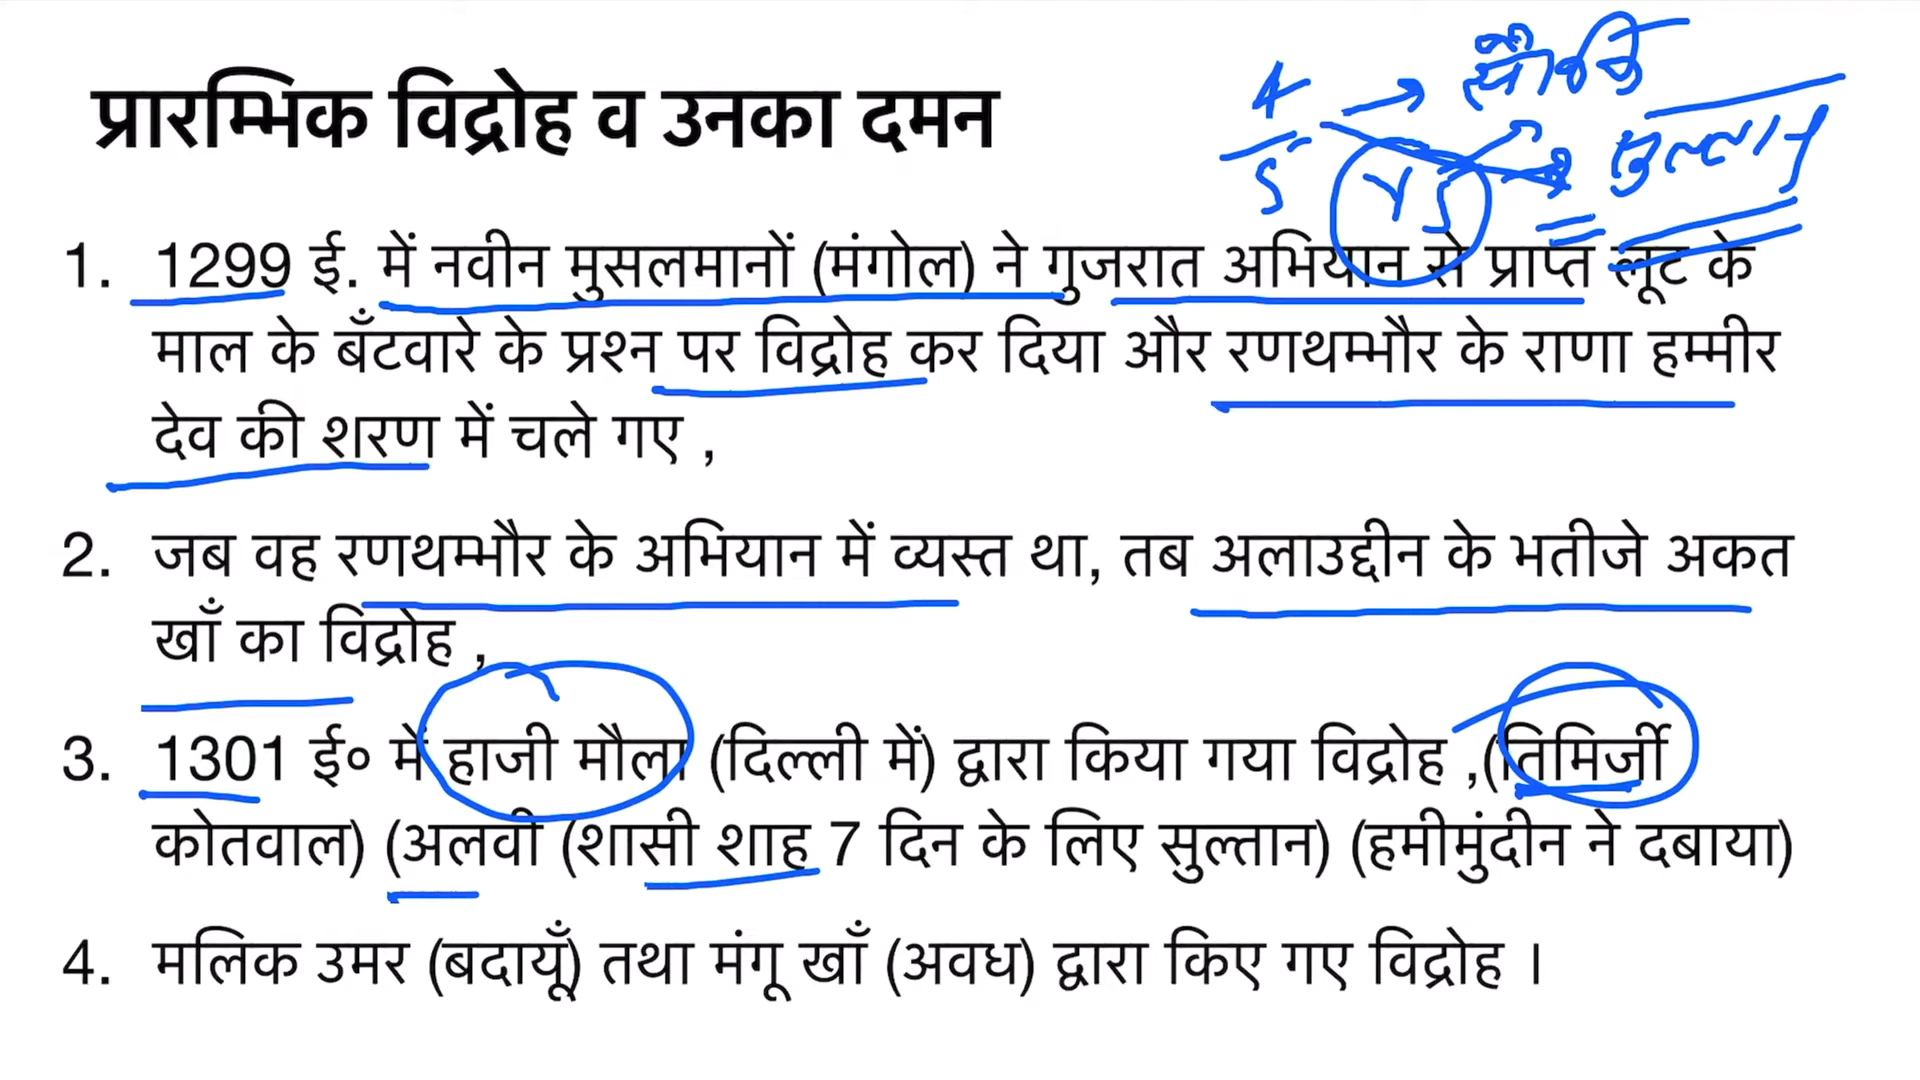 प्रारम्भिक विद्रोह व उनका दमन
4
5
सैनिक
सुल्तान
1. 1299 ई. में नवीन मुसलमानों (मंगोल) ने गुजरात अभियान से प्राप्त लूट के
माल के बँटवारे के प्रश्न पर विद्रोह कर दिया और रणथम्भौर के राणा हम्मीर
देव की शरण में चले गए ,
2. जब वह रणथम्भौर के अभियान में व्यस्त था, तब अलाउद्दीन के भतीजे अकत
खाँ का विद्रोह ,
3. 1301 ई० में हाजी मौला (दिल्ली में) द्वारा किया गया विद्रोह ,(तिमिर्जी
कोतवाल) (अलवी (शासी शाह 7 दिन के लिए सुल्तान) (हमीमुंदीन ने दबाया)
4. मलिक उमर (बदायूँ) तथा मंगू खाँ (अवध) द्वारा किए गए विद्रोह ।